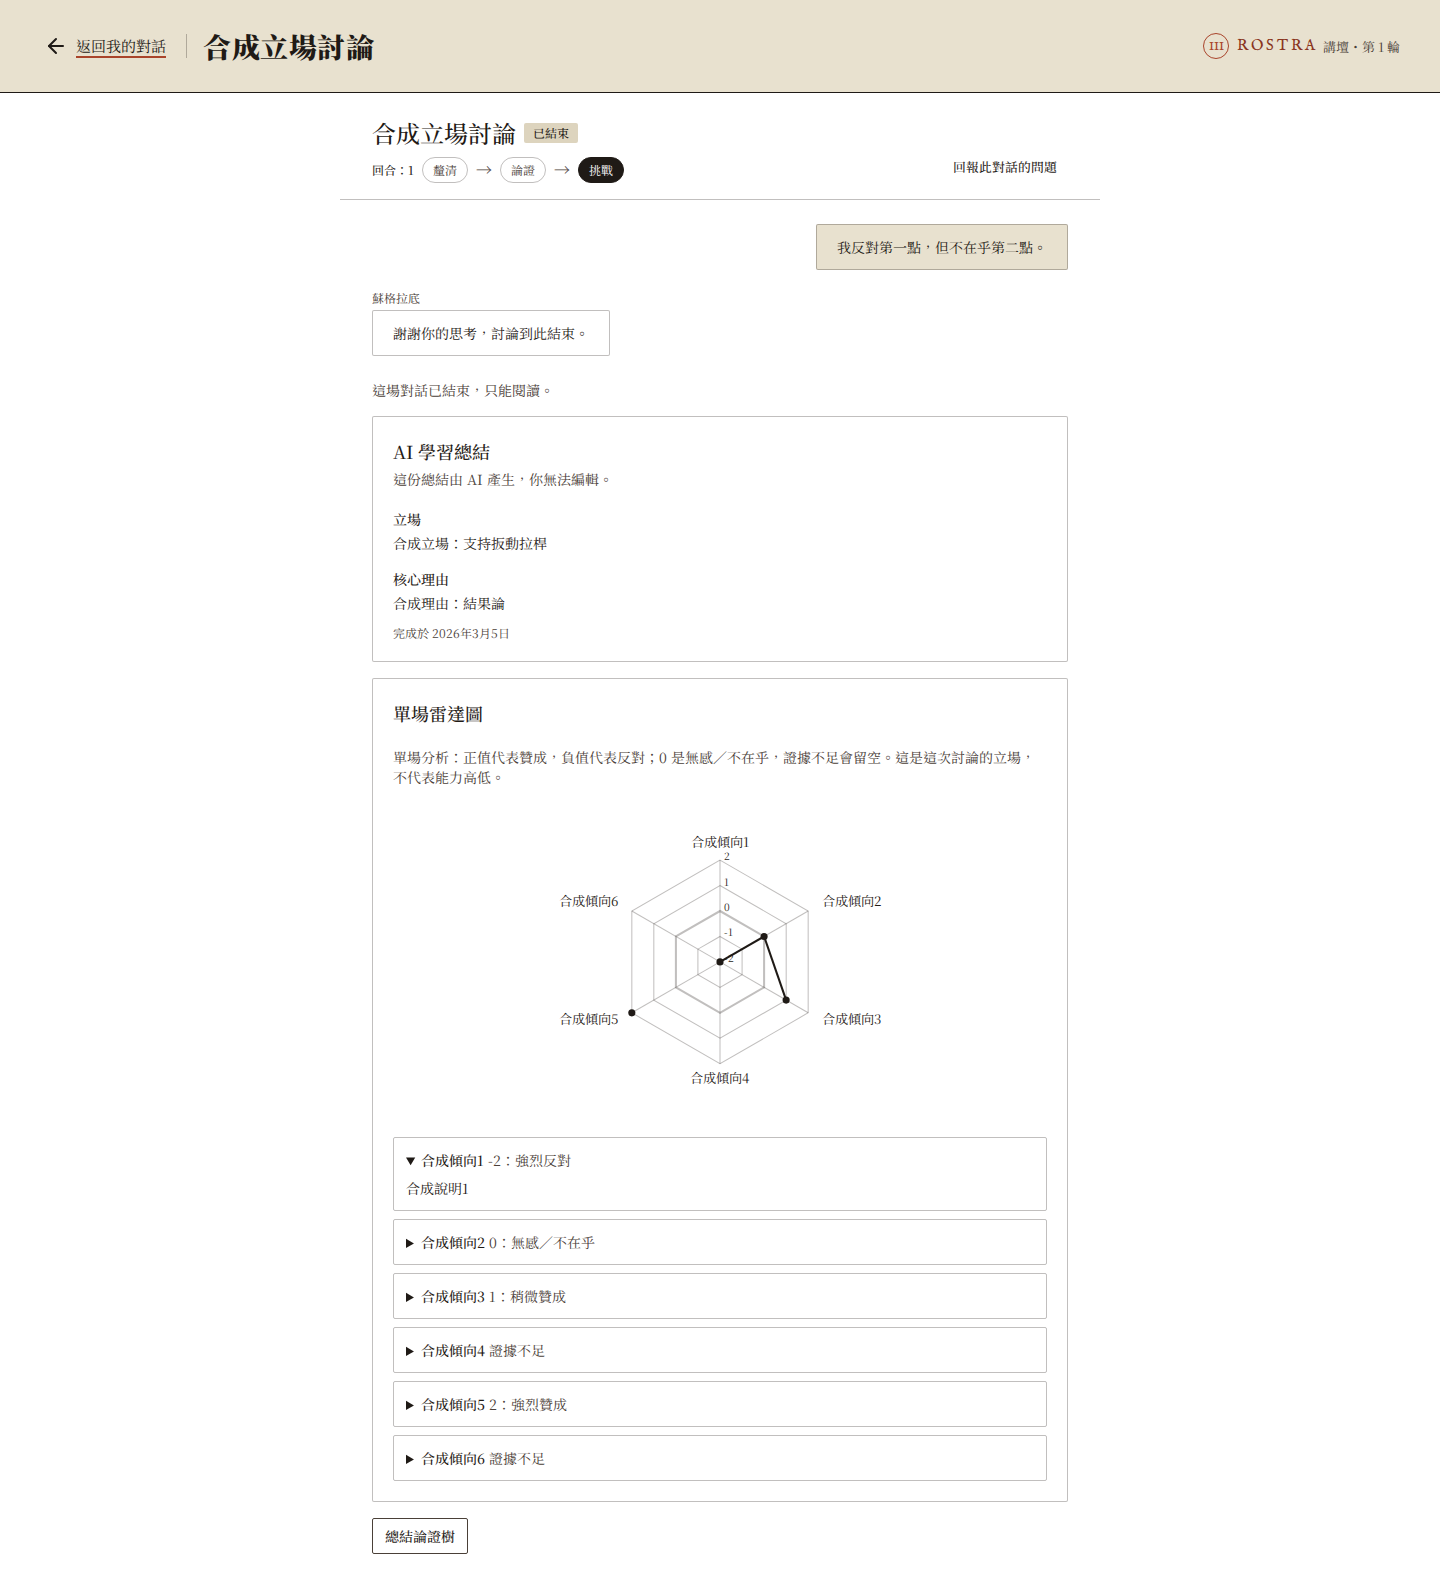 返回我的對話
合成立場討論
III ROSTRA 講壇・第 1 輪
合成立場討論 已結束
回合:1 釐清 → 論證 → 挑戰
回報此對話的問題
我反對第一點,但不在乎第二點。
蘇格拉底
謝謝你的思考,討論到此結束。
這場對話已結束,只能閱讀。
AI 學習總結
這份總結由 AI 產生,你無法編輯。
立場
合成立場:支持扳動拉桿
核心理由
合成理由:結果論
完成於 2026年3月5日
單場雷達圖
單場分析:正值代表贊成,負值代表反對;0 是無感/不在乎,證據不足會留空。這是這次討論的立場,
不代表能力高低。
合成傾向1
2
1
合成傾向6
合成傾向2
0
-1
-2
合成傾向5
合成傾向3
合成傾向4
合成傾向1 -2:強烈反對
合成說明1
合成傾向2 0:無感/不在乎
合成傾向3 1:稍微贊成
合成傾向4 證據不足
合成傾向5 2:強烈贊成
合成傾向6 證據不足
總結論證樹